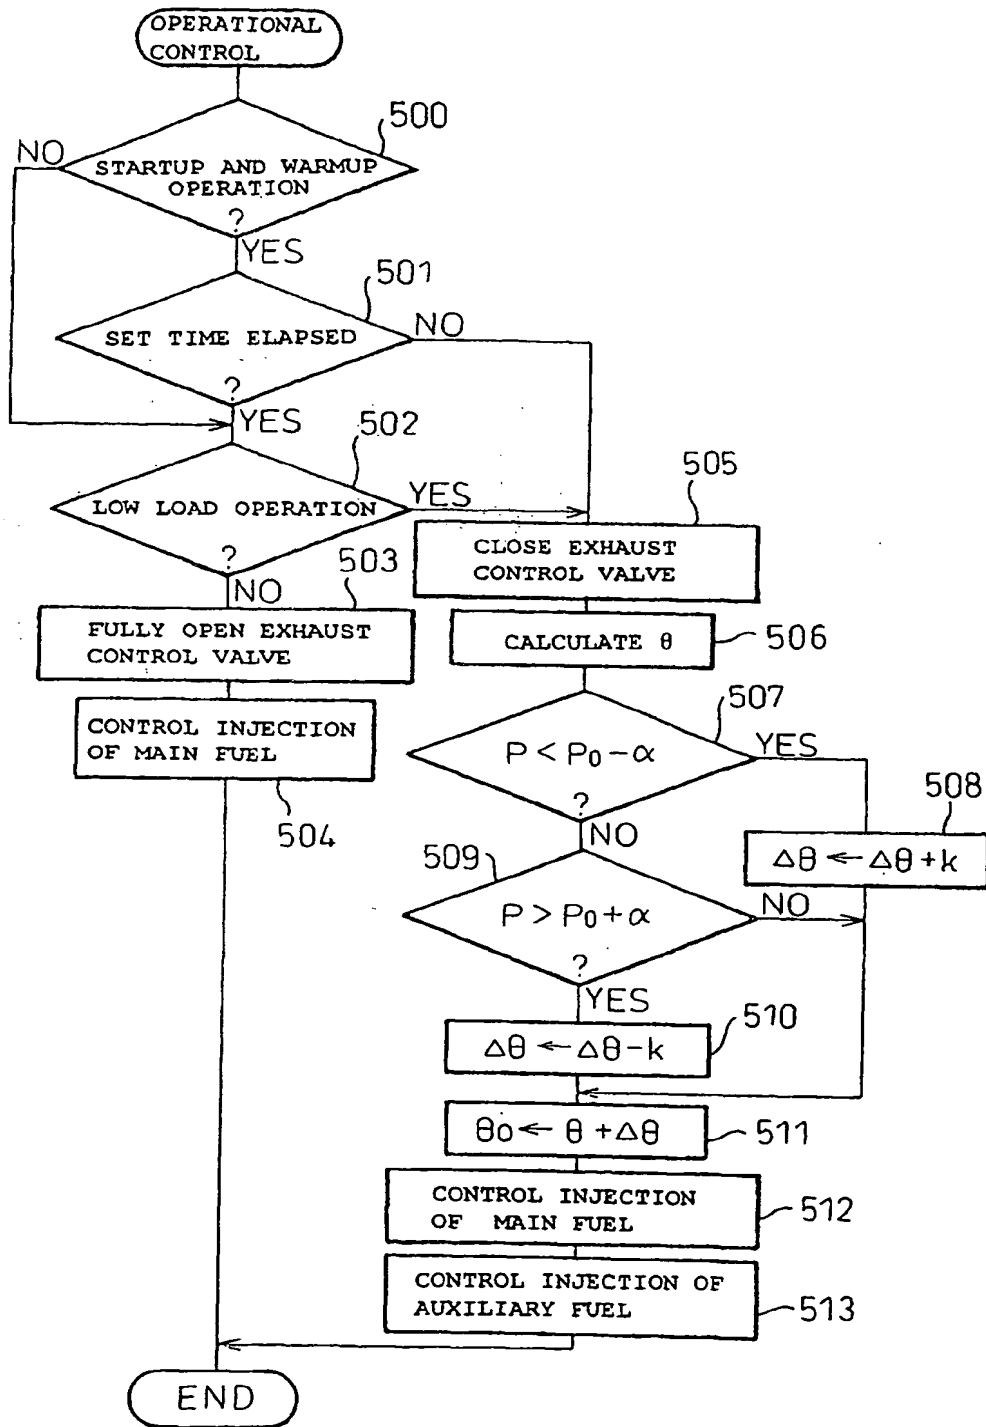 OPERATIONAL
CONTROL
500
NO
STARTUP AND WARMUP
OPERATION
?
YES
501
SET TIME ELAPSED
NO
?
YES
502
LOW LOAD OPERATION
YES
?
NO
503
FULLY OPEN EXHAUST
CONTROL VALVE
CONTROL INJECTION
OF MAIN FUEL
504
505
CLOSE EXHAUST
CONTROL VALVE
CALCULATE θ
506
507
P < P0 − α
YES
?
NO
508
Δθ ← Δθ + k
509
P > P0 + α
NO
?
YES
510
Δθ ← Δθ − k
θ0 ← θ + Δθ
511
CONTROL INJECTION
OF MAIN FUEL
512
CONTROL INJECTION OF
AUXILIARY FUEL
513
END